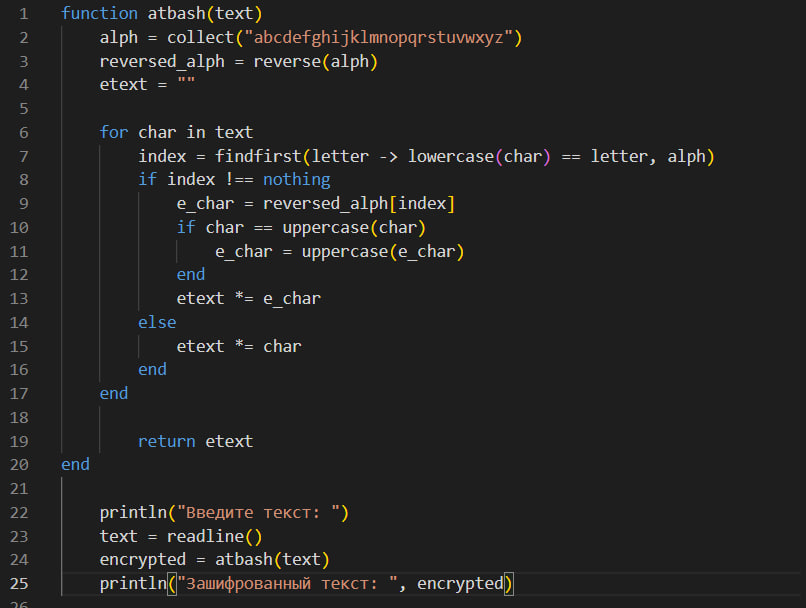 1 function atbash(text)
2     alph = collect("abcdefghijklmnopqrstuvwxyz")
3     reversed_alph = reverse(alph)
4     etext = ""
5
6     for char in text
7         index = findfirst(letter -> lowercase(char) == letter, alph)
8         if index !== nothing
9             e_char = reversed_alph[index]
10             if char == uppercase(char)
11                 e_char = uppercase(e_char)
12             end
13             etext *= e_char
14         else
15             etext *= char
16         end
17     end
18
19         return etext
20 end
21
22     println("Введите текст: ")
23     text = readline()
24     encrypted = atbash(text)
25     println("Зашифрованный текст: ", encrypted)
26